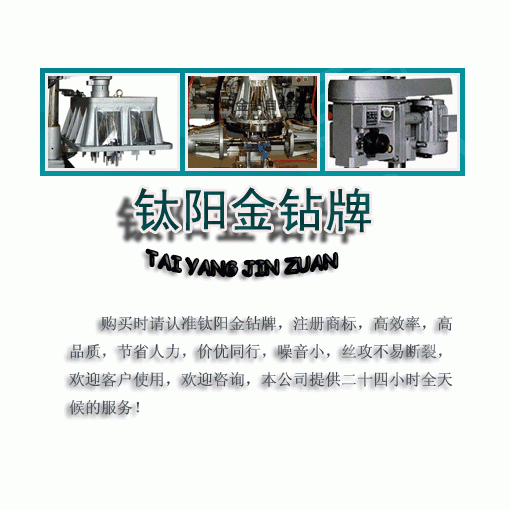 钛阳金钻牌
TAI YANG JIN ZUAN
购买时请认准钛阳金钻牌，注册商标，高效率，高
品质，节省人力，价优同行，噪音小，丝攻不易断裂，
欢迎客户使用，欢迎咨询，本公司提供二十四小时全天
候的服务！